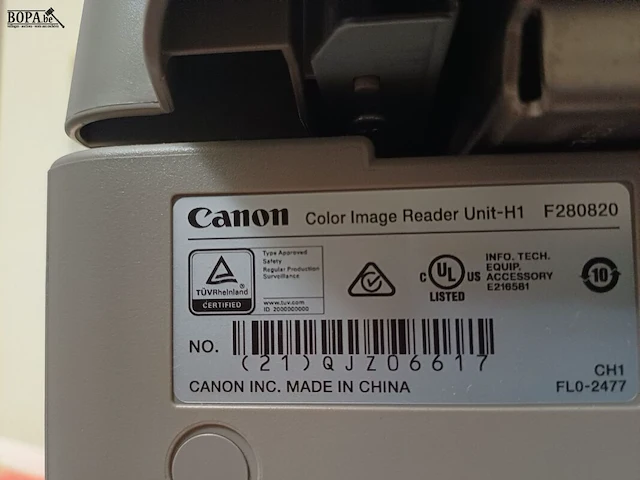 BOPA.be
Canon Color Image Reader Unit-H1 F280820
TÜVRheinland
CERTIFIED
Type Approved
Safety
Regular Production
Surveillance
www.tuv.com
ID 2000000000
C UL US
LISTED
INFO. TECH.
EQUIP.
ACCESSORY
E216581
10
NO.
(21)QJZ06617
CANON INC. MADE IN CHINA
CH1
FL0-2477